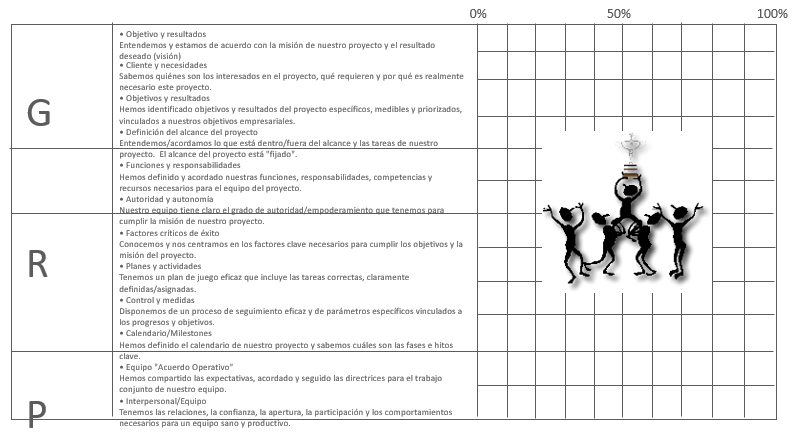 0% 50% 100%
G
• Objetivo y resultados
Entendemos y estamos de acuerdo con la misión de nuestro proyecto y el resultado
deseado (visión)
• Cliente y necesidades
Sabemos quiénes son los interesados en el proyecto, qué requieren y por qué es realmente
necesario este proyecto.
• Objetivos y resultados
Hemos identificado objetivos y resultados del proyecto específicos, medibles y priorizados,
vinculados a nuestros objetivos empresariales.
• Definición del alcance del proyecto
Entendemos/acordamos lo que está dentro/fuera del alcance y las tareas de nuestro
proyecto. El alcance del proyecto está "fijado".
• Funciones y responsabilidades
Hemos definido y acordado nuestras funciones, responsabilidades, competencias y
recursos necesarios para el equipo del proyecto.
• Autoridad y autonomía
Nuestro equipo tiene claro el grado de autoridad/empoderamiento que tenemos para
cumplir la misión de nuestro proyecto.
R
• Factores críticos de éxito
Conocemos y nos centramos en los factores clave necesarios para cumplir los objetivos y la
misión del proyecto.
• Planes y actividades
Tenemos un plan de juego eficaz que incluye las tareas correctas, claramente
definidas/asignadas.
• Control y medidas
Disponemos de un proceso de seguimiento eficaz y de parámetros específicos vinculados a
los progresos y objetivos.
• Calendario/Milestones
Hemos definido el calendario de nuestro proyecto y sabemos cuáles son las fases e hitos
clave.
P
• Equipo "Acuerdo Operativo"
Hemos compartido las expectativas, acordado y seguido las directrices para el trabajo
conjunto de nuestro equipo.
• Interpersonal/Equipo
Tenemos las relaciones, la confianza, la apertura, la participación y los comportamientos
necesarios para un equipo sano y productivo.